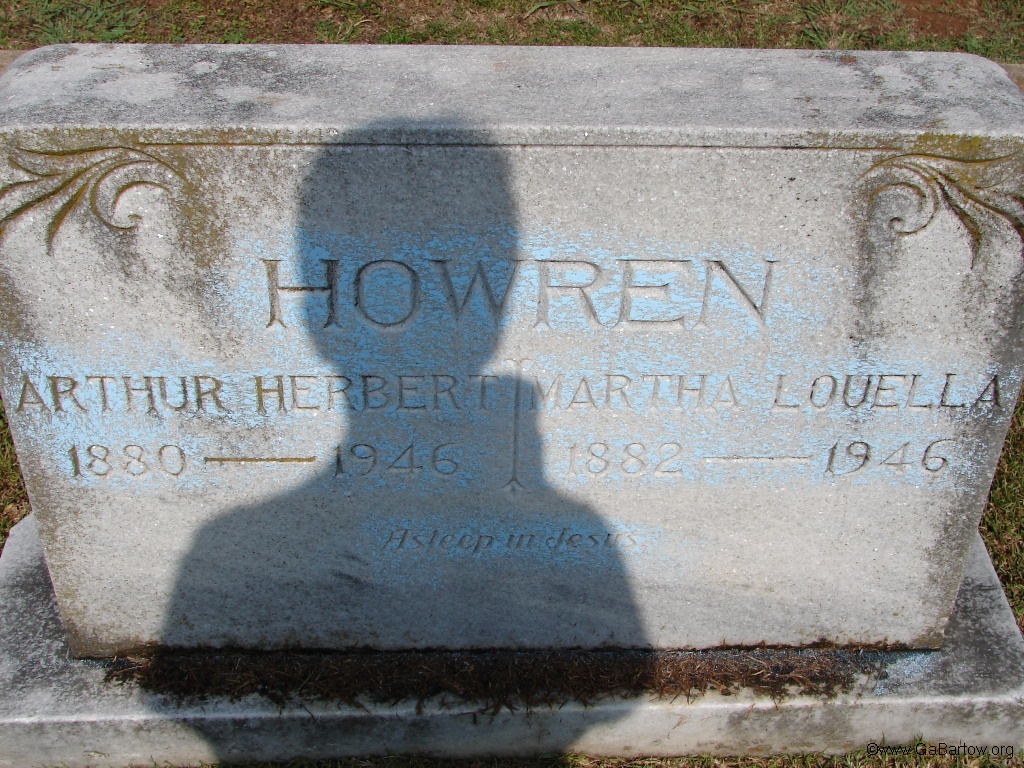 HOWREN
ARTHUR HERBERT
1880 — 1946
MARTHA LOUELLA
1882 — 1946
Asleep in Jesus
©www.GaBartow.org